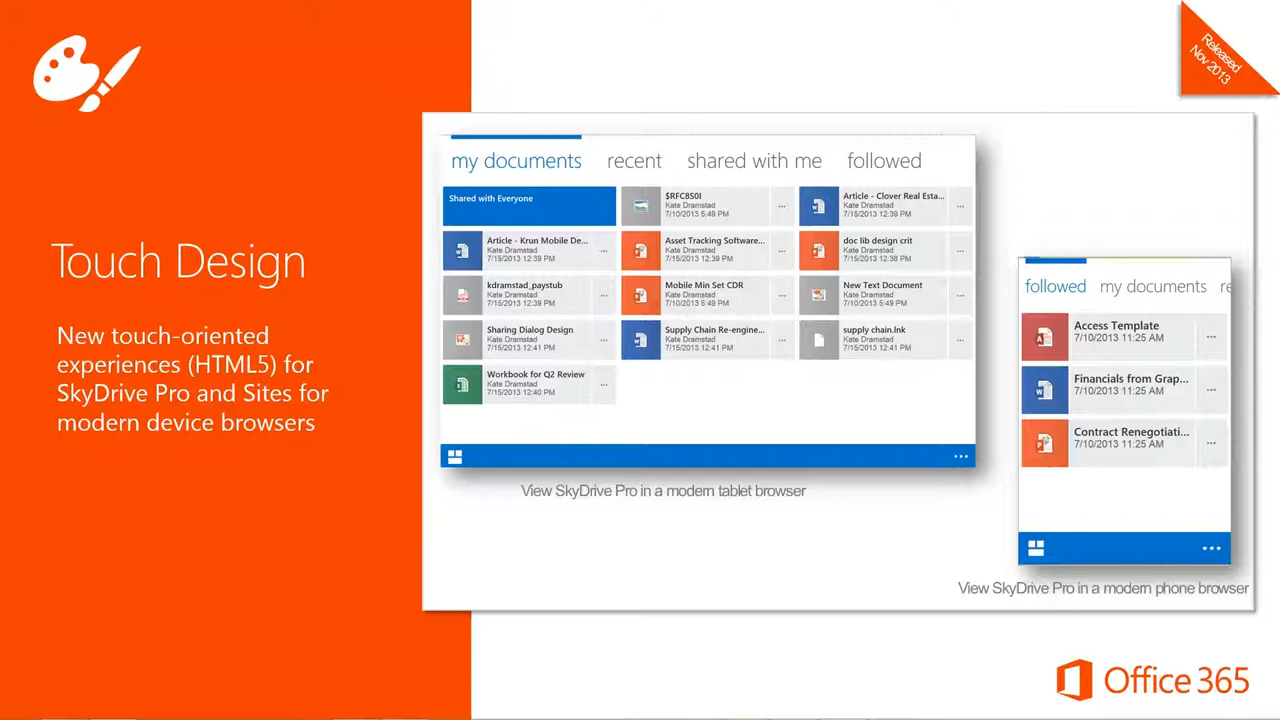 Released
Nov 2013
Touch Design
New touch-oriented
experiences (HTML5) for
SkyDrive Pro and Sites for
modern device browsers
my documents recent shared with me followed
Shared with Everyone
$RFC8S0I
Kate Dramstad
7/10/2013 5:49 PM
...
Article - Clover Real Esta...
Kate Dramstad
7/15/2013 12:39 PM
...
Article - Krun Mobile De...
Kate Dramstad
7/15/2013 12:39 PM
...
Asset Tracking Software...
Kate Dramstad
7/15/2013 12:39 PM
...
doc lib design crit
Kate Dramstad
7/15/2013 12:38 PM
...
kdramstad_paystub
Kate Dramstad
7/15/2013 12:39 PM
...
Mobile Min Set CDR
Kate Dramstad
7/10/2013 5:49 PM
...
New Text Document
Kate Dramstad
7/10/2013 5:49 PM
...
Sharing Dialog Design
Kate Dramstad
7/15/2013 12:41 PM
...
Supply Chain Re-engine...
Kate Dramstad
7/15/2013 12:41 PM
...
supply chain.lnk
Kate Dramstad
7/15/2013 12:41 PM
...
Workbook for Q2 Review
Kate Dramstad
7/15/2013 12:40 PM
...
...
View SkyDrive Pro in a modern tablet browser
followed my documents re
Access Template
7/10/2013 11:25 AM
...
Financials from Grap...
7/10/2013 11:25 AM
...
Contract Renegotiati...
7/10/2013 11:25 AM
...
...
View SkyDrive Pro in a modern phone browser
Office 365